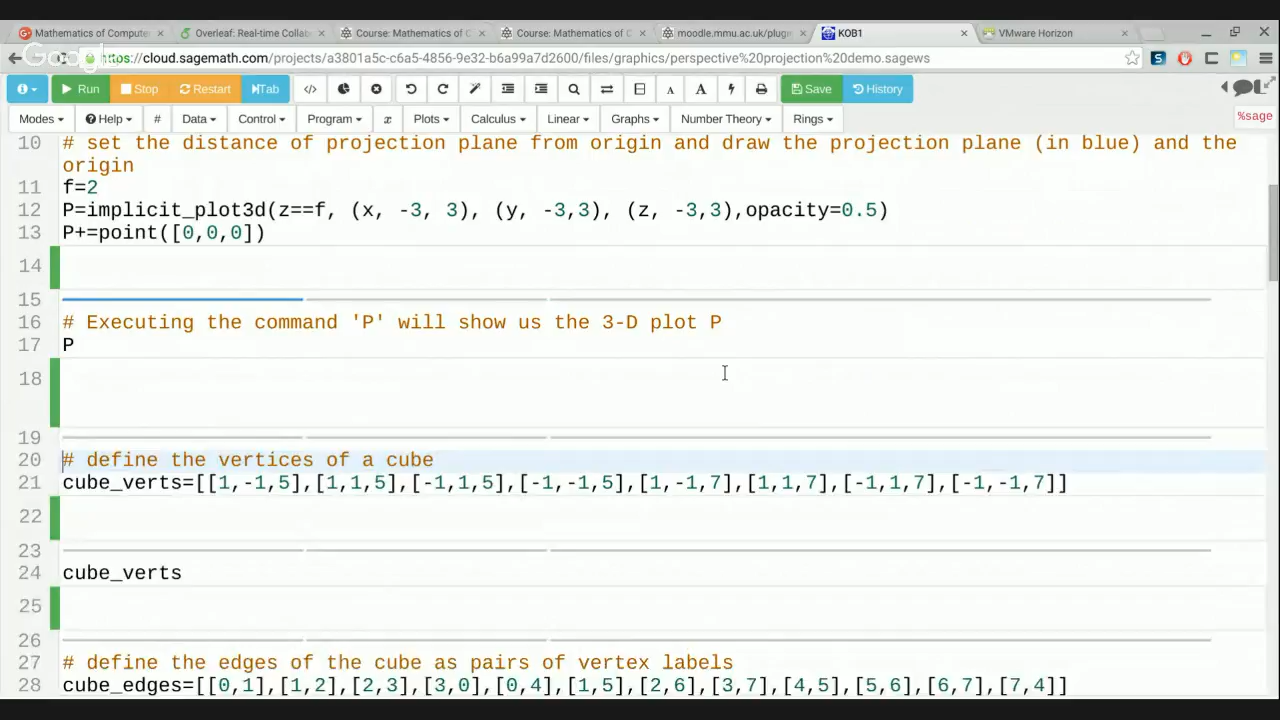 Mathematics of Compute
Overleaf: Real-time Collab
Course: Mathematics of C
Course: Mathematics of C
moodle.mmu.ac.uk/plugin
KOB1
VMware Horizon
https://cloud.sagemath.com/projects/a3801a5c-c6a5-4856-9e32-b6a99a7d2600/files/graphics/perspective%20projection%20demo.sagews
Run Stop Restart Tab </> A A Save History
Modes Help # Data Control Program x Plots Calculus Linear Graphs Number Theory Rings %sage
10 # set the distance of projection plane from origin and draw the projection plane (in blue) and the
origin
11 f=2
12 P=implicit_plot3d(z==f, (x, -3, 3), (y, -3,3), (z, -3,3),opacity=0.5)
13 P+=point([0,0,0])
14
15
16 # Executing the command 'P' will show us the 3-D plot P
17 P
18
19
20 # define the vertices of a cube
21 cube_verts=[[1,-1,5],[1,1,5],[-1,1,5],[-1,-1,5],[1,-1,7],[1,1,7],[-1,1,7],[-1,-1,7]]
22
23
24 cube_verts
25
26
27 # define the edges of the cube as pairs of vertex labels
28 cube_edges=[[0,1],[1,2],[2,3],[3,0],[0,4],[1,5],[2,6],[3,7],[4,5],[5,6],[6,7],[7,4]]